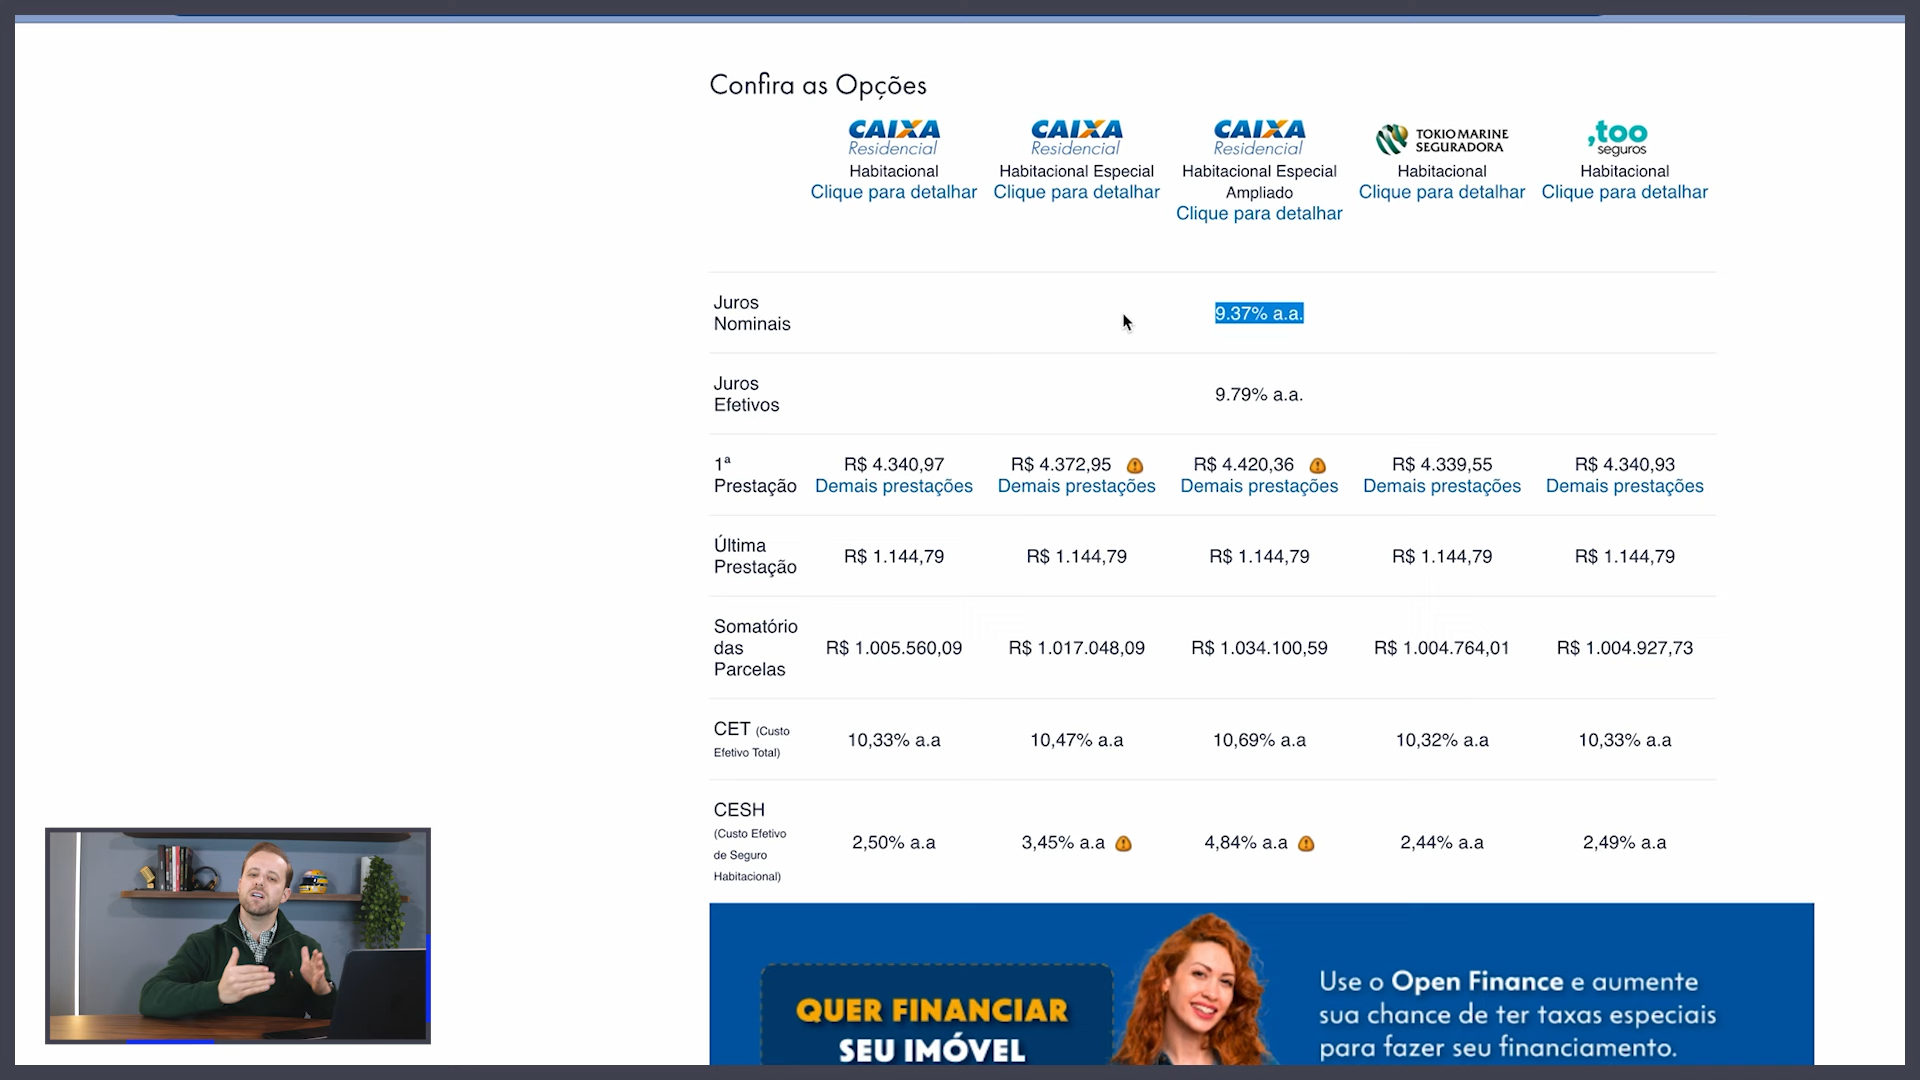 Confira as Opções
CAIXA
Residencial
Habitacional
Clique para detalhar
CAIXA
Residencial
Habitacional Especial
Clique para detalhar
CAIXA
Residencial
Habitacional Especial
Ampliado
Clique para detalhar
TOKIO MARINE
SEGURADORA
Habitacional
Clique para detalhar
,too
seguros
Habitacional
Clique para detalhar
Juros
Nominais
9.37% a.a.
Juros
Efetivos
9.79% a.a.
1ª
Prestação
R$ 4.340,97
Demais prestações
R$ 4.372,95
Demais prestações
R$ 4.420,36
Demais prestações
R$ 4.339,55
Demais prestações
R$ 4.340,93
Demais prestações
Última
Prestação
R$ 1.144,79
R$ 1.144,79
R$ 1.144,79
R$ 1.144,79
R$ 1.144,79
Somatório
das
Parcelas
R$ 1.005.560,09
R$ 1.017.048,09
R$ 1.034.100,59
R$ 1.004.764,01
R$ 1.004.927,73
CET (Custo
Efetivo Total)
10,33% a.a
10,47% a.a
10,69% a.a
10,32% a.a
10,33% a.a
CESH
(Custo Efetivo
de Seguro
Habitacional)
2,50% a.a
3,45% a.a
4,84% a.a
2,44% a.a
2,49% a.a
QUER FINANCIAR
SEU IMÓVEL
Use o Open Finance e aumente
sua chance de ter taxas especiais
para fazer seu financiamento.